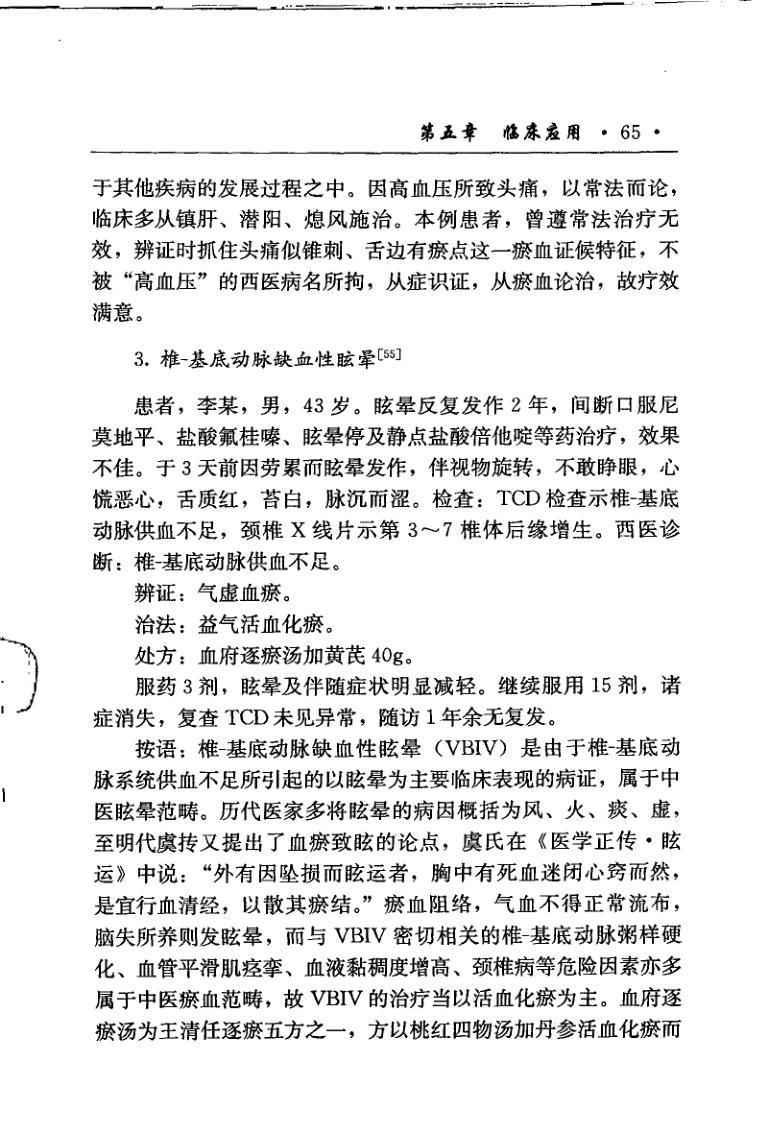 第五章 临床应用 · 65 ·
于其他疾病的发展过程之中。因高血压所致头痛，以常法而论，
临床多从镇肝、潜阳、熄风施治。本例患者，曾遵常法治疗无
效，辨证时抓住头痛似锥刺、舌边有瘀点这一瘀血证候特征，不
被“高血压”的西医病名所拘，从症识证，从瘀血论治，故疗效
满意。
3. 椎-基底动脉缺血性眩晕[55]
患者，李某，男，43 岁。眩晕反复发作 2 年，间断口服尼
莫地平、盐酸氟桂嗪、眩晕停及静点盐酸倍他啶等药治疗，效果
不佳。于 3 天前因劳累而眩晕发作，伴视物旋转，不敢睁眼，心
慌恶心，舌质红，苔白，脉沉而涩。检查：TCD 检查示椎-基底
动脉供血不足，颈椎 X 线片示第 3～7 椎体后缘增生。西医诊
断：椎-基底动脉供血不足。
辨证：气虚血瘀。
治法：益气活血化瘀。
处方：血府逐瘀汤加黄芪 40g。
服药 3 剂，眩晕及伴随症状明显减轻。继续服用 15 剂，诸
症消失，复查 TCD 未见异常，随访 1 年余无复发。
按语：椎-基底动脉缺血性眩晕（VBIV）是由于椎-基底动
脉系统供血不足所引起的以眩晕为主要临床表现的病证，属于中
医眩晕范畴。历代医家多将眩晕的病因概括为风、火、痰、虚，
至明代虞抟又提出了血瘀致眩的论点，虞氏在《医学正传·眩
运》中说：“外有因坠损而眩运者，胸中有死血迷闭心窍而然，
是宜行血清经，以散其瘀结。”瘀血阻络，气血不得正常流布，
脑失所养则发眩晕，而与 VBIV 密切相关的椎-基底动脉粥样硬
化、血管平滑肌痉挛、血液黏稠度增高、颈椎病等危险因素亦多
属于中医瘀血范畴，故 VBIV 的治疗当以活血化瘀为主。血府逐
瘀汤为王清任逐瘀五方之一，方以桃红四物汤加丹参活血化瘀而